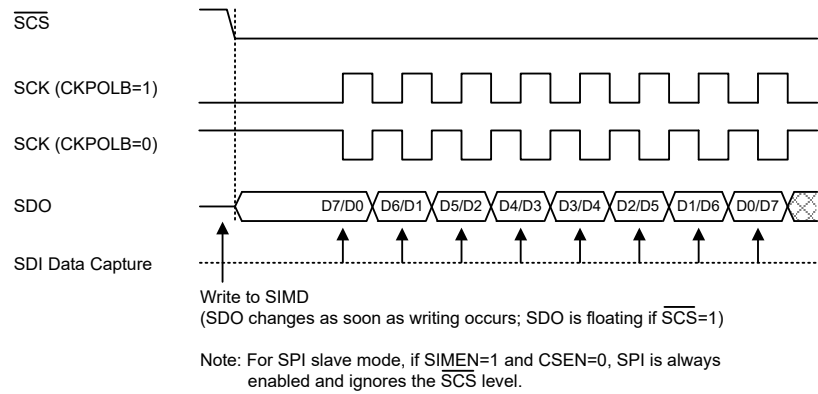 SCS
SCK (CKPOLB=1)
SCK (CKPOLB=0)
SDO D7/D0 D6/D1 D5/D2 D4/D3 D3/D4 D2/D5 D1/D6 D0/D7
SDI Data Capture
Write to SIMD
(SDO changes as soon as writing occurs; SDO is floating if SCS=1)
Note: For SPI slave mode, if SIMEN=1 and CSEN=0, SPI is always
enabled and ignores the SCS level.